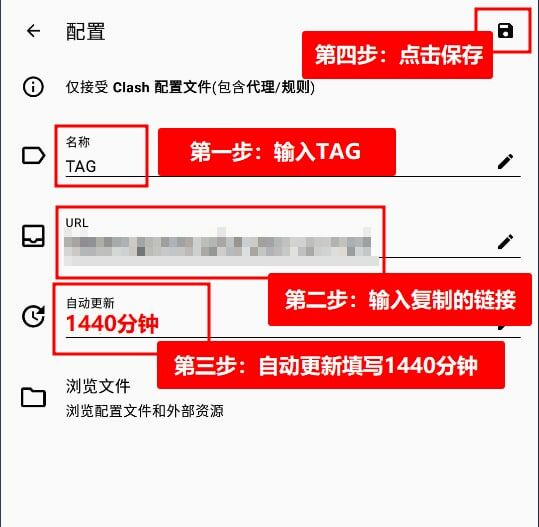 配置
第四步：点击保存
仅接受 Clash 配置文件(包含代理/规则)
名称
TAG
第一步：输入TAG
URL
第二步：输入复制的链接
自动更新
1440分钟
第三步：自动更新填写1440分钟
浏览文件
浏览配置文件和外部资源